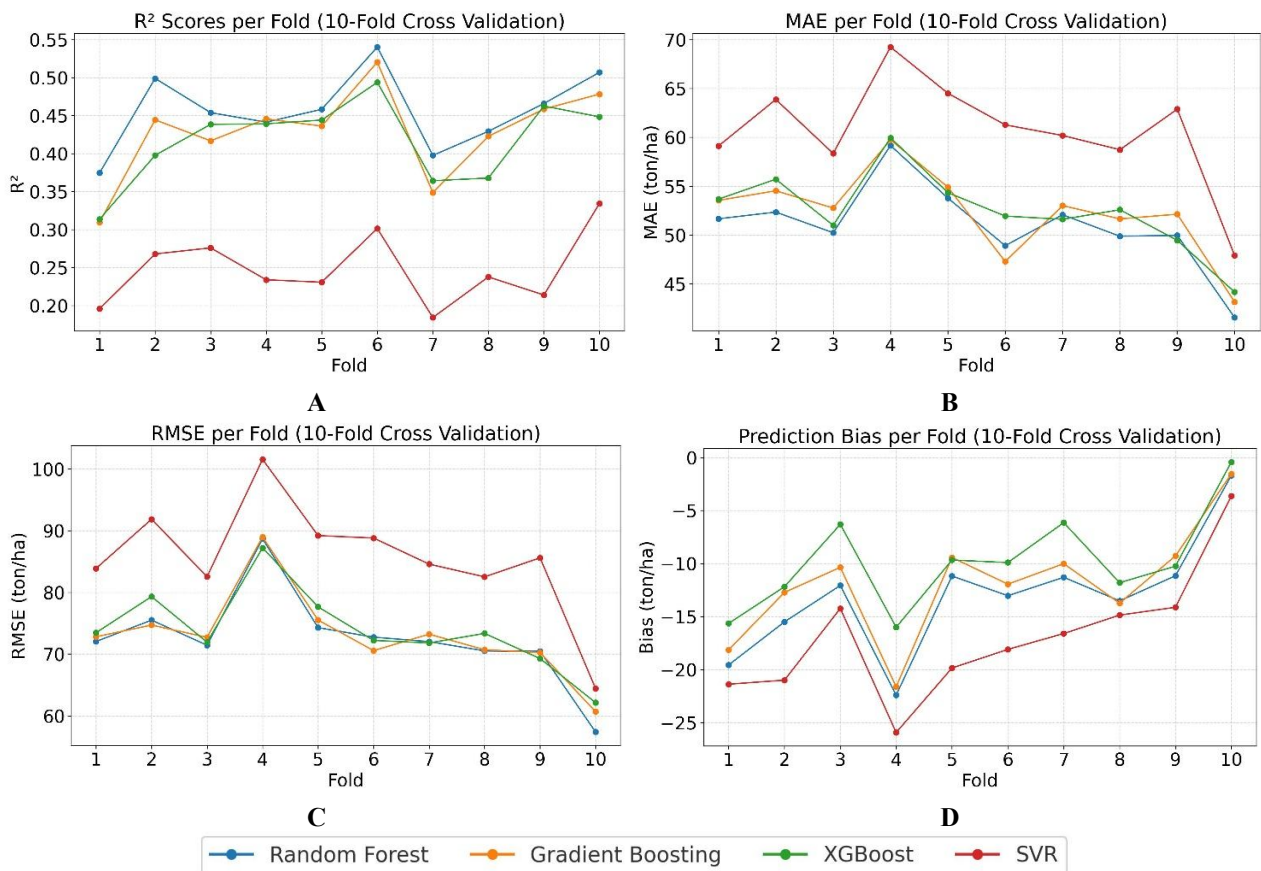 R² Scores per Fold (10-Fold Cross Validation)
0.55
0.50
0.45
0.40
0.35
0.30
0.25
0.20
R²
1 2 3 4 5 6 7 8 9 10
Fold
A
MAE per Fold (10-Fold Cross Validation)
70
65
60
55
50
45
MAE (ton/ha)
1 2 3 4 5 6 7 8 9 10
Fold
B
RMSE per Fold (10-Fold Cross Validation)
100
90
80
70
60
RMSE (ton/ha)
1 2 3 4 5 6 7 8 9 10
Fold
C
Prediction Bias per Fold (10-Fold Cross Validation)
0
−5
−10
−15
−20
−25
Bias (ton/ha)
1 2 3 4 5 6 7 8 9 10
Fold
D
Random Forest Gradient Boosting XGBoost SVR